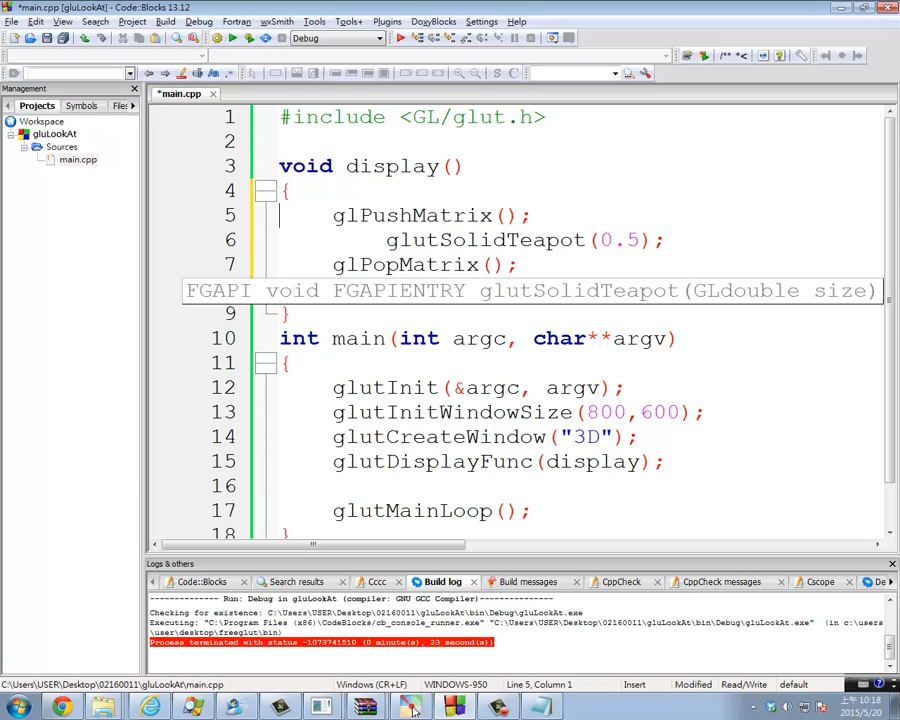 *main.cpp [gluLookAt] - Code::Blocks 13.12
File Edit View Search Project Build Debug Fortran wxSmith Tools Tools+ Plugins DoxyBlocks Settings Help
Debug
/** *<
S C
Management
Projects Symbols Files
Workspace
gluLookAt
Sources
main.cpp
*main.cpp
1 #include <GL/glut.h>
2
3 void display()
4 {
5 glPushMatrix();
6 glutSolidTeapot(0.5);
7 glPopMatrix();
FGAPI void FGAPIENTRY glutSolidTeapot(GLdouble size)
9 }
10 int main(int argc, char**argv)
11 {
12 glutInit(&argc, argv);
13 glutInitWindowSize(800,600);
14 glutCreateWindow("3D");
15 glutDisplayFunc(display);
16
17 glutMainLoop();
18 }
Logs & others
Code::Blocks Search results Cccc Build log Build messages CppCheck CppCheck messages Cscope De
-------------- Run: Debug in gluLookAt (compiler: GNU GCC Compiler)---------------
Checking for existence: C:\Users\USER\Desktop\02160011\gluLookAt\bin\Debug\gluLookAt.exe
Executing: "C:\Program Files (x86)\CodeBlocks/cb_console_runner.exe" "C:\Users\USER\Desktop\02160011\gluLookAt\bin\Debug\gluLookAt.exe" (in c:\users
\user\desktop\freeglut\bin)
Process terminated with status -1073741510 (0 minute(s), 23 second(s))
C:\Users\USER\Desktop\02160011\gluLookAt\main.cpp Windows (CR+LF) WINDOWS-950 Line 5, Column 1 Insert Modified Read/Write default
上午 10:18
2015/5/20